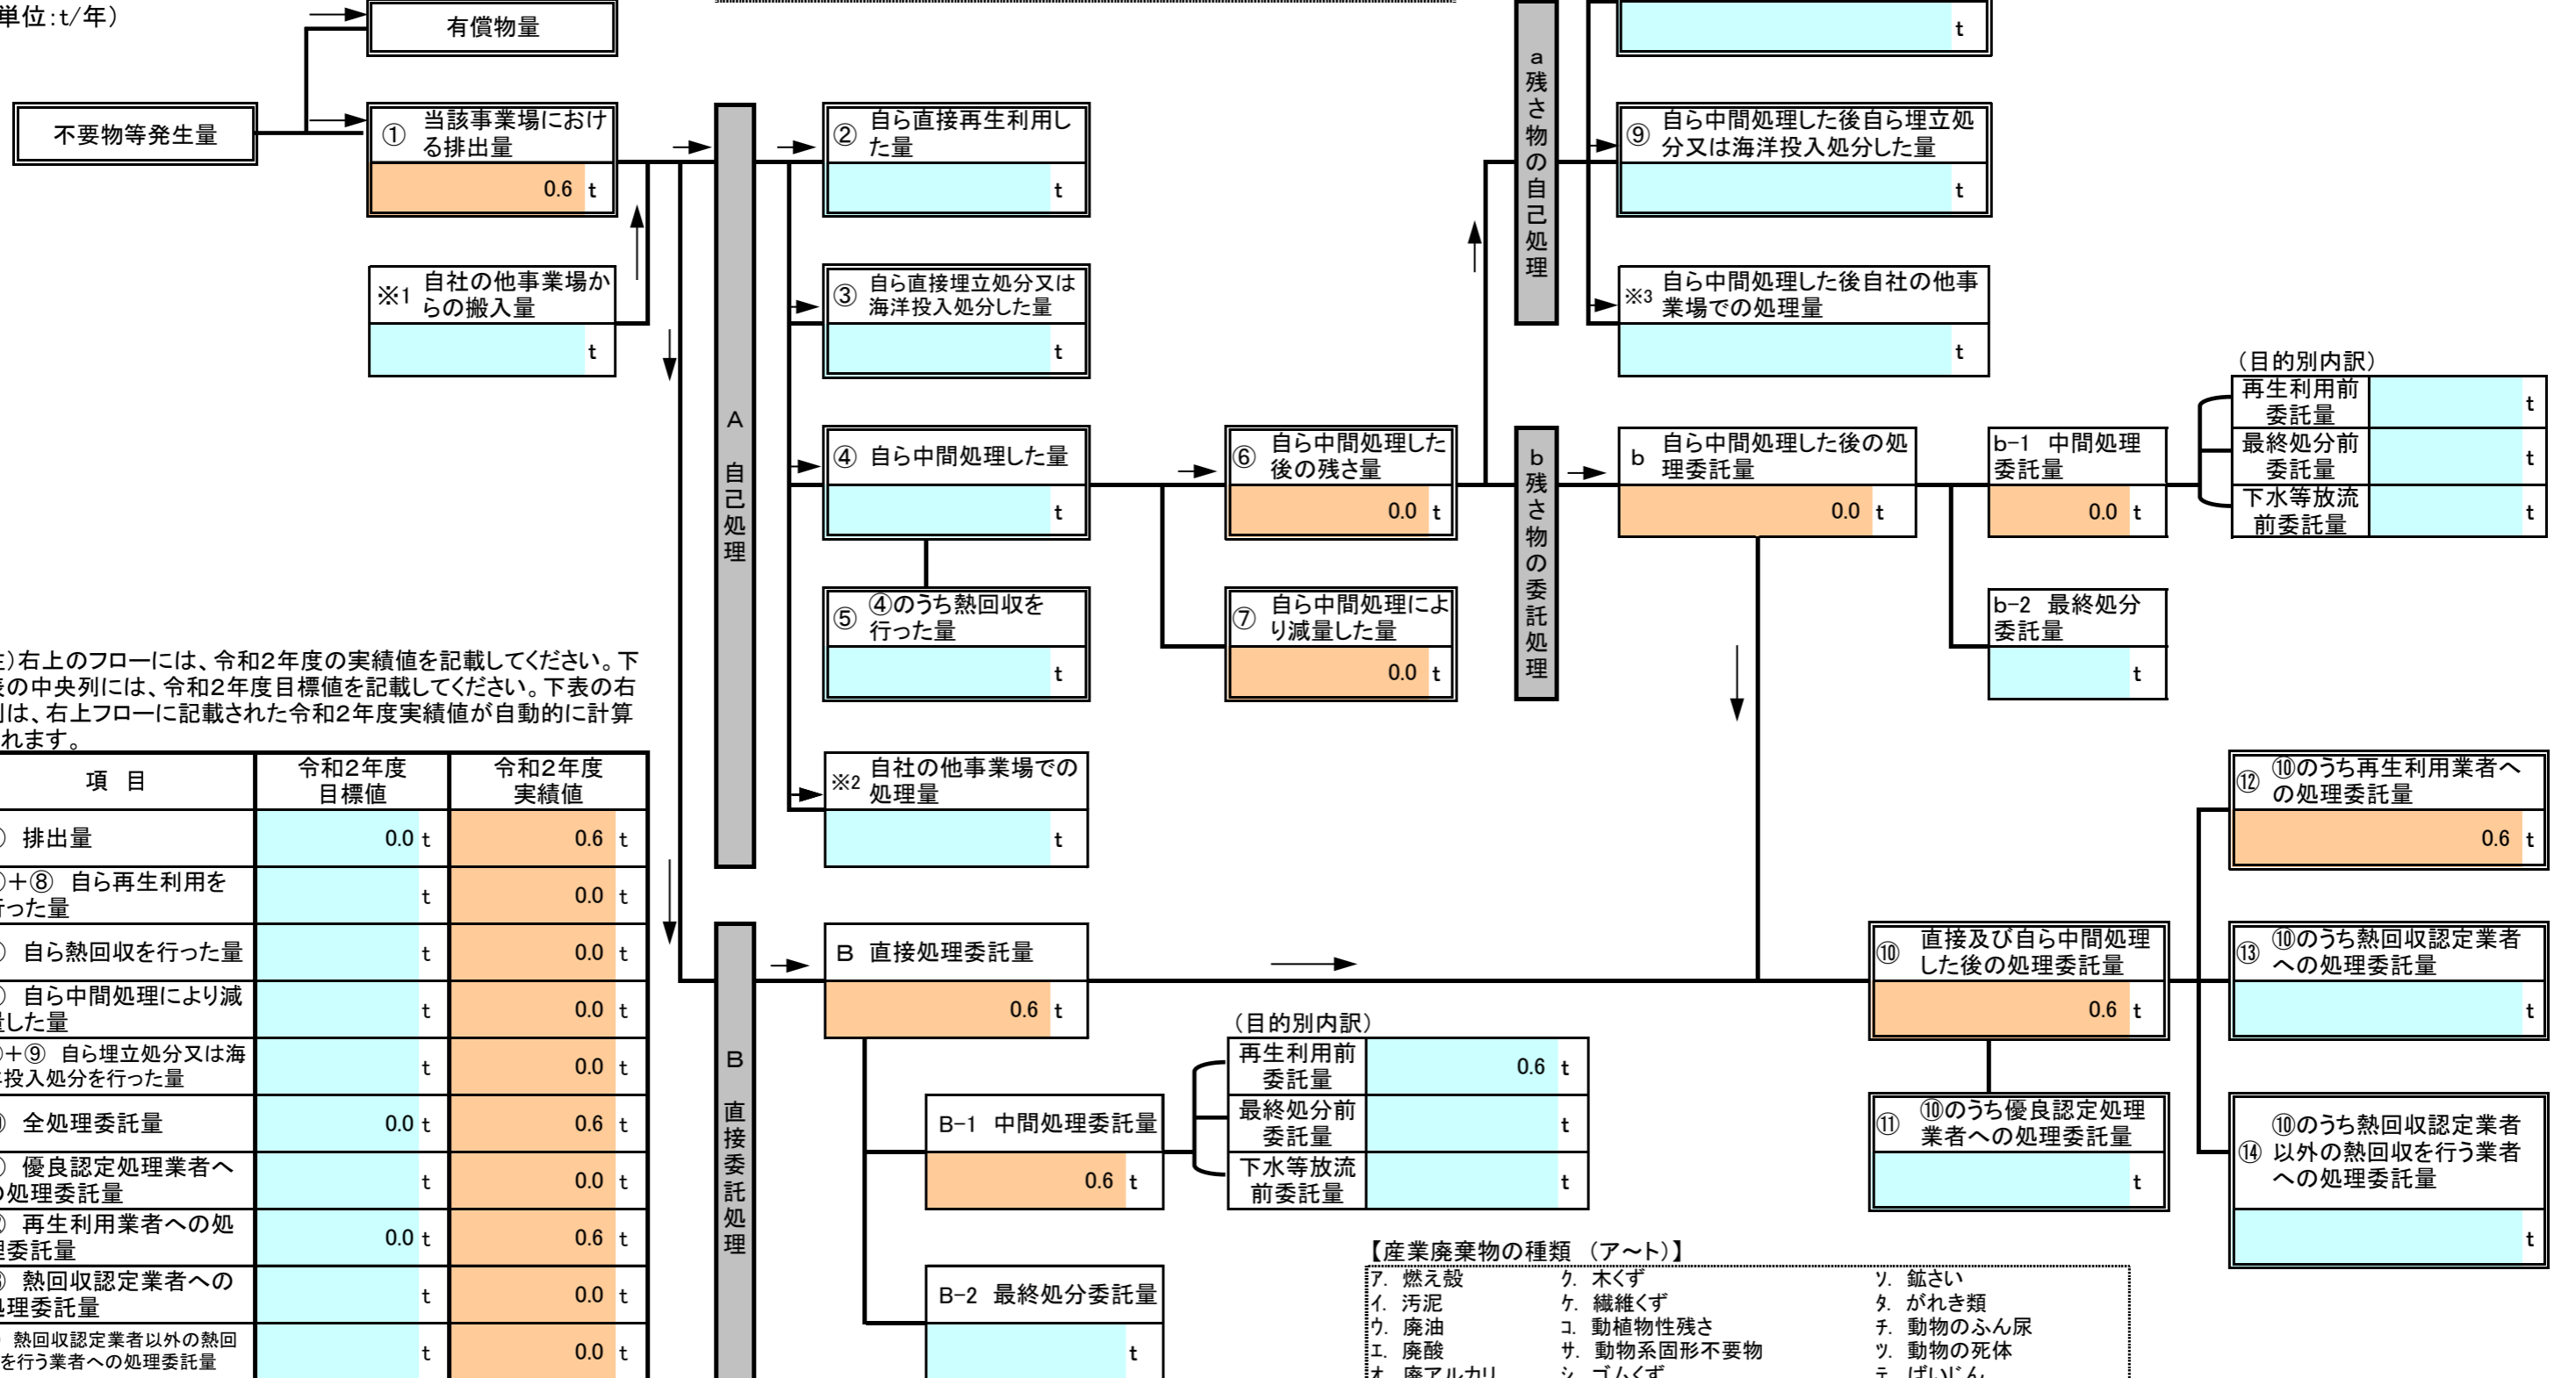 単位:t/年)
有償物量
t
不要物等発生量
① 当該事業場におけ
る排出量
0.6 t
② 自ら直接再生利用し
た量
t
a
残さ物の自己処理
⑨ 自ら中間処理した後自ら埋立処
分又は海洋投入処分した量
t
※1 自社の他事業場か
らの搬入量
t
③ 自ら直接埋立処分又は
海洋投入処分した量
t
※3 自ら中間処理した後自社の他事
業場での処理量
t
A
自己処理
④ 自ら中間処理した量
t
⑥ 自ら中間処理した
後の残さ量
0.0 t
b
残さ物の委託処理
b 自ら中間処理した後の処
理委託量
0.0 t
b-1 中間処理
委託量
0.0 t
(目的別内訳)
再生利用前
委託量
t
最終処分前
委託量
t
下水等放流
前委託量
t
⑤ ④のうち熱回収を
行った量
t
⑦ 自ら中間処理によ
り減量した量
0.0 t
b-2 最終処分
委託量
t
)右上のフローには、令和2年度の実績値を記載してください。下
の中央列には、令和2年度目標値を記載してください。下表の右
は、右上フローに記載された令和2年度実績値が自動的に計算
れます。
※2 自社の他事業場での
処理量
t
項 目
令和2年度
目標値
令和2年度
実績値
排出量 0.0 t 0.6 t
+⑧ 自ら再生利用を
った量
t 0.0 t
自ら熱回収を行った量 t 0.0 t
自ら中間処理により減
した量
t 0.0 t
+⑨ 自ら埋立処分又は海
投入処分を行った量
t 0.0 t
全処理委託量 0.0 t 0.6 t
優良認定処理業者へ
処理委託量
t 0.0 t
再生利用業者への処
委託量
0.0 t 0.6 t
熱回収認定業者への
理委託量
t 0.0 t
熱回収認定業者以外の熱回
を行う業者への処理委託量
t 0.0 t
B
直接委託処理
B 直接処理委託量
0.6 t
B-1 中間処理委託量
0.6 t
(目的別内訳)
再生利用前
委託量
0.6 t
最終処分前
委託量
t
下水等放流
前委託量
t
B-2 最終処分委託量
t
⑩ 直接及び自ら中間処理
した後の処理委託量
0.6 t
⑪ ⑩のうち優良認定処理
業者への処理委託量
t
⑫ ⑩のうち再生利用業者へ
の処理委託量
0.6 t
⑬ ⑩のうち熱回収認定業者
への処理委託量
t
⑭ ⑩のうち熱回収認定業者
以外の熱回収を行う業者
への処理委託量
t
【産業廃棄物の種類 (ア~ト)】
ア. 燃え殻 ク. 木くず ソ. 鉱さい
イ. 汚泥 ケ. 繊維くず タ. がれき類
ウ. 廃油 コ. 動植物性残さ チ. 動物のふん尿
エ. 廃酸 サ. 動物系固形不要物 ツ. 動物の死体
オ. 廃アルカリ シ. ゴムくず テ. ばいじん